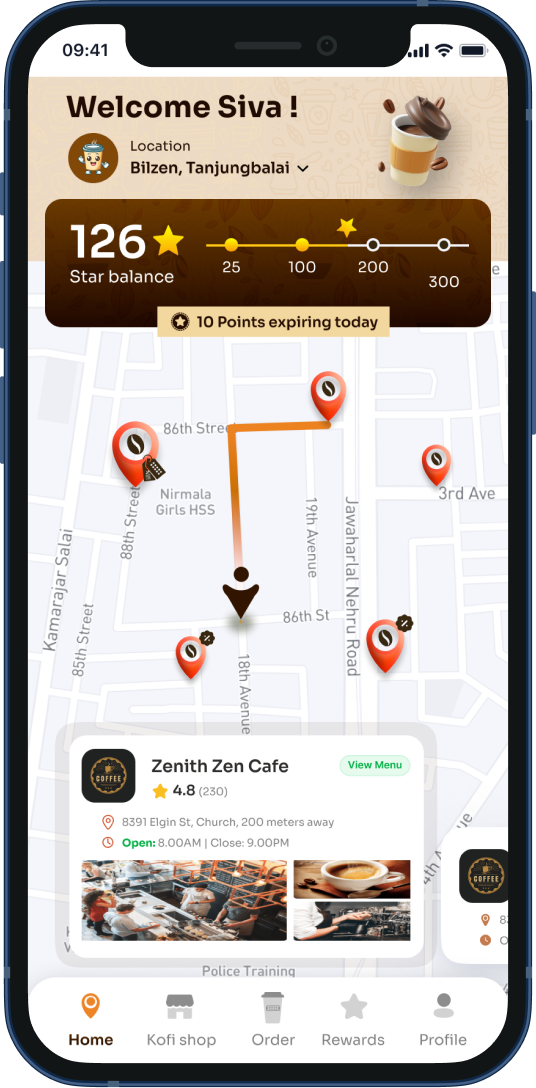 09:41
Welcome Siva !
Location
Bilzen, Tanjungbalai
126
Star balance
25
100
200
300
10 Points expiring today
e
86th Stree
Nirmala
Girls HSS
88th Street
19th Avenue
Jawaharlal Nehru Road
3rd Ave
Kamarajar Salai
85th Street
86th St
18th Avenue
Zenith Zen Cafe
View Menu
4.8 (230)
8391 Elgin St, Church, 200 meters away
Open: 8.00AM | Close: 9.00PM
COFFEE
COFFEE
Police Training
Home
Kofi shop
Order
Rewards
Profile